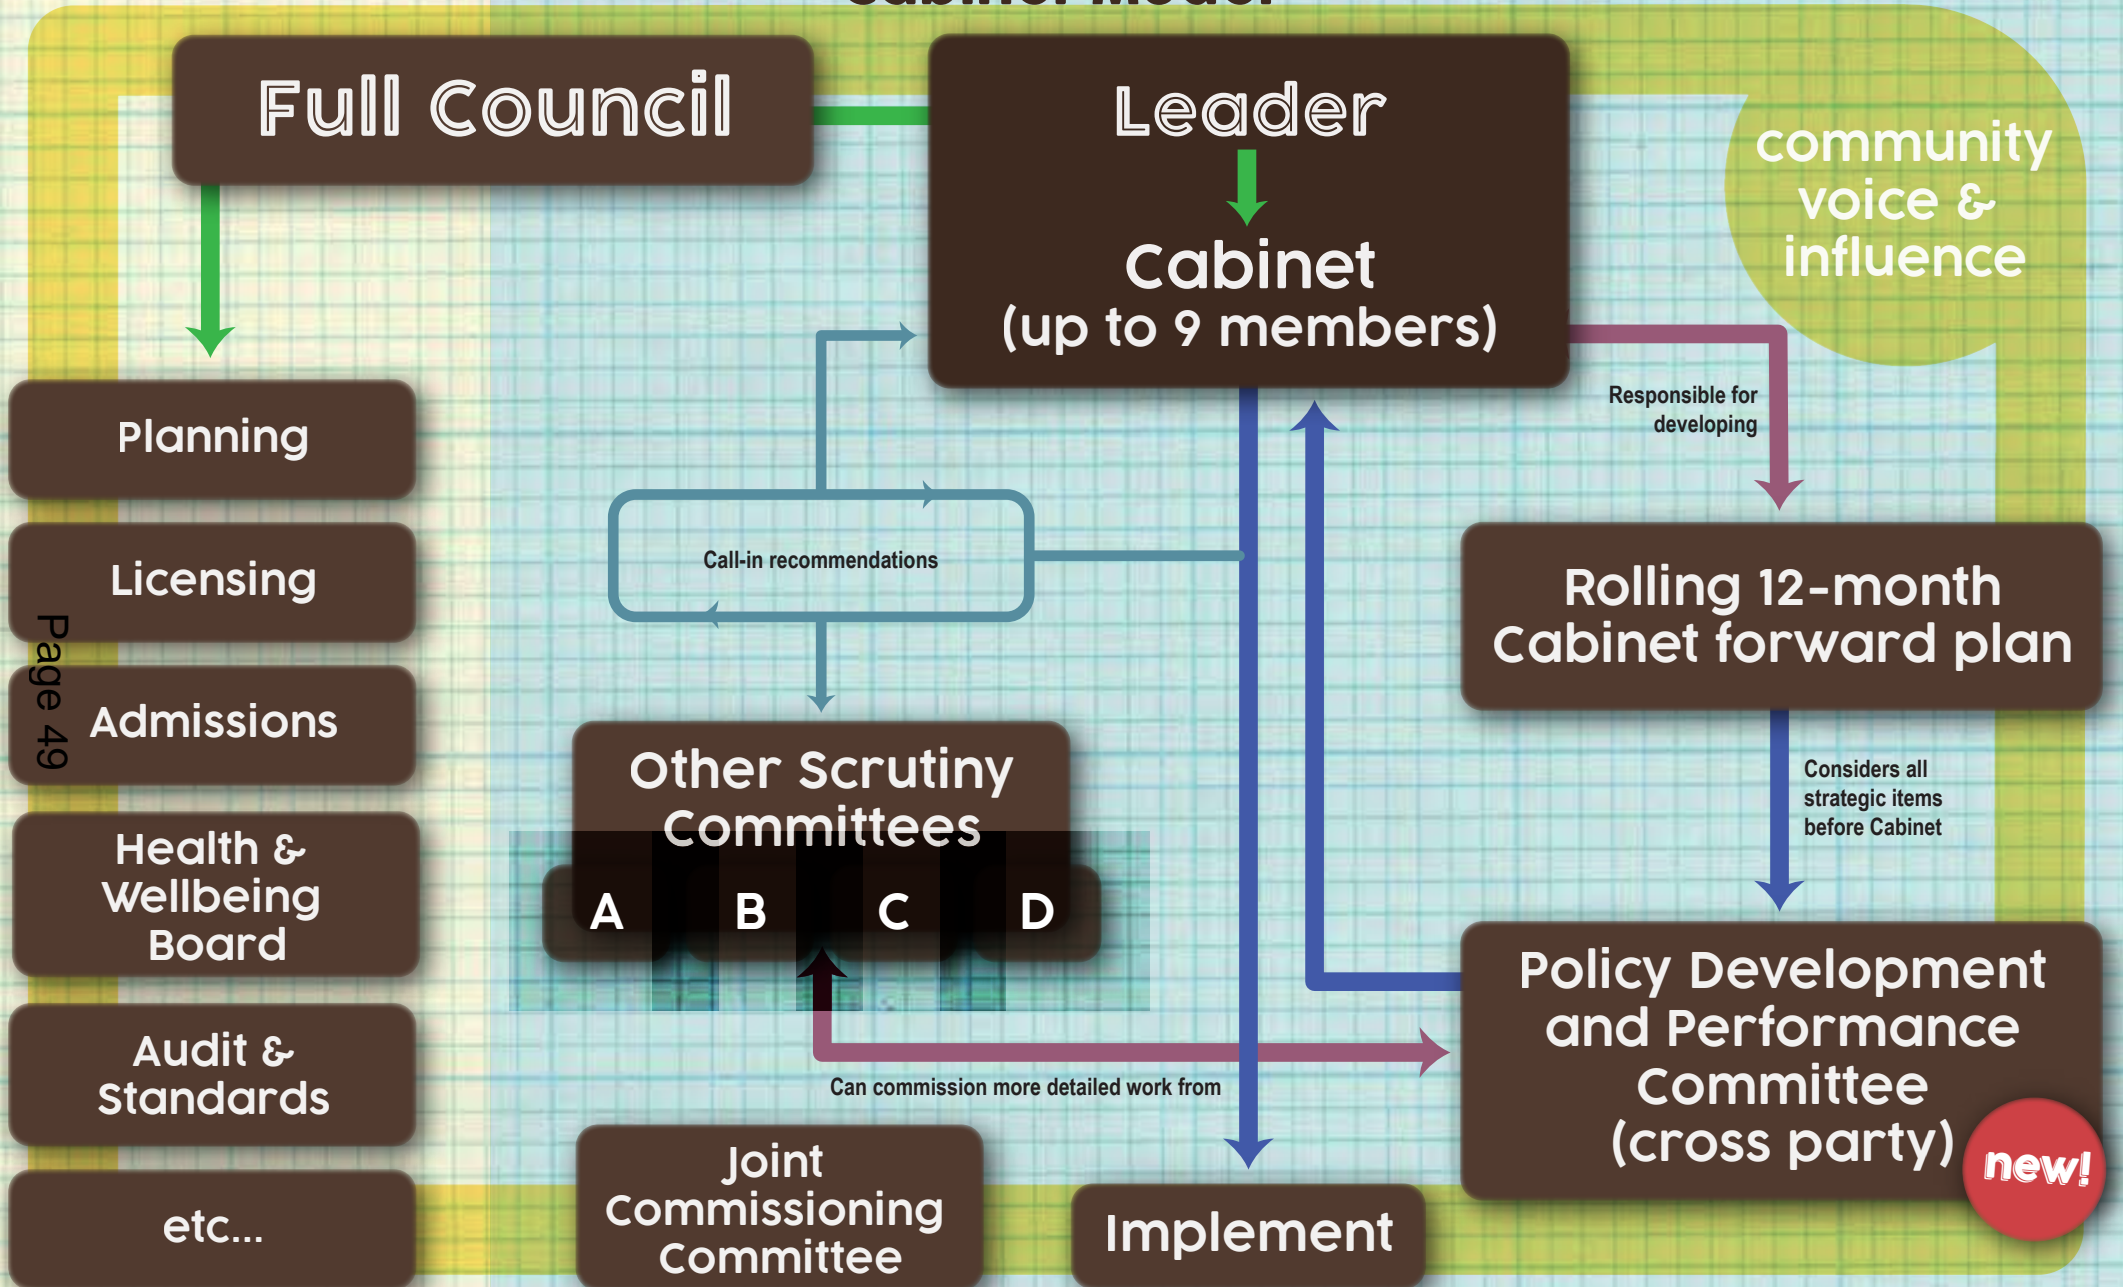 Cabinet Model
Full Council
Leader
Cabinet
(up to 9 members)
community
voice &
influence
Responsible for
developing
Planning
Licensing
Admissions
Health &
Wellbeing
Board
Audit &
Standards
etc...
Page 49
Call-in recommendations
Rolling 12-month
Cabinet forward plan
Considers all
strategic items
before Cabinet
Other Scrutiny
Committees
A B C D
Policy Development
and Performance
Committee
(cross party)
new!
Can commission more detailed work from
Joint
Commissioning
Committee
Implement